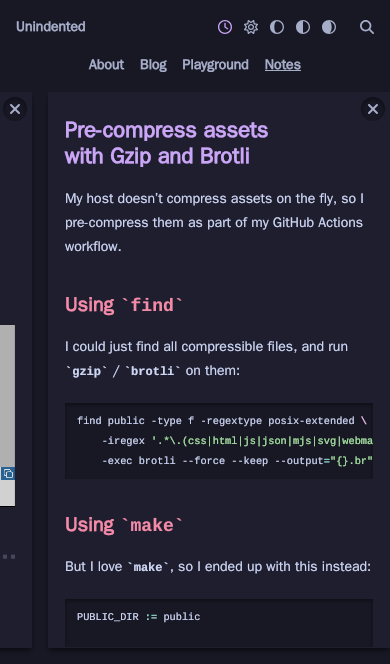 Unindented
About Blog Playground Notes
Pre-compress assets
with Gzip and Brotli
My host doesn't compress assets on the fly, so I
pre-compress them as part of my GitHub Actions
workflow.
Using `find`
I could just find all compressible files, and run
`gzip` / `brotli` on them:
find public -type f -regextype posix-extended \
-iregex '.*\.(css|html|js|json|mjs|svg|webma
-exec brotli --force --keep --output="{}.br"
Using `make`
But I love `make`, so I ended up with this instead:
PUBLIC_DIR := public